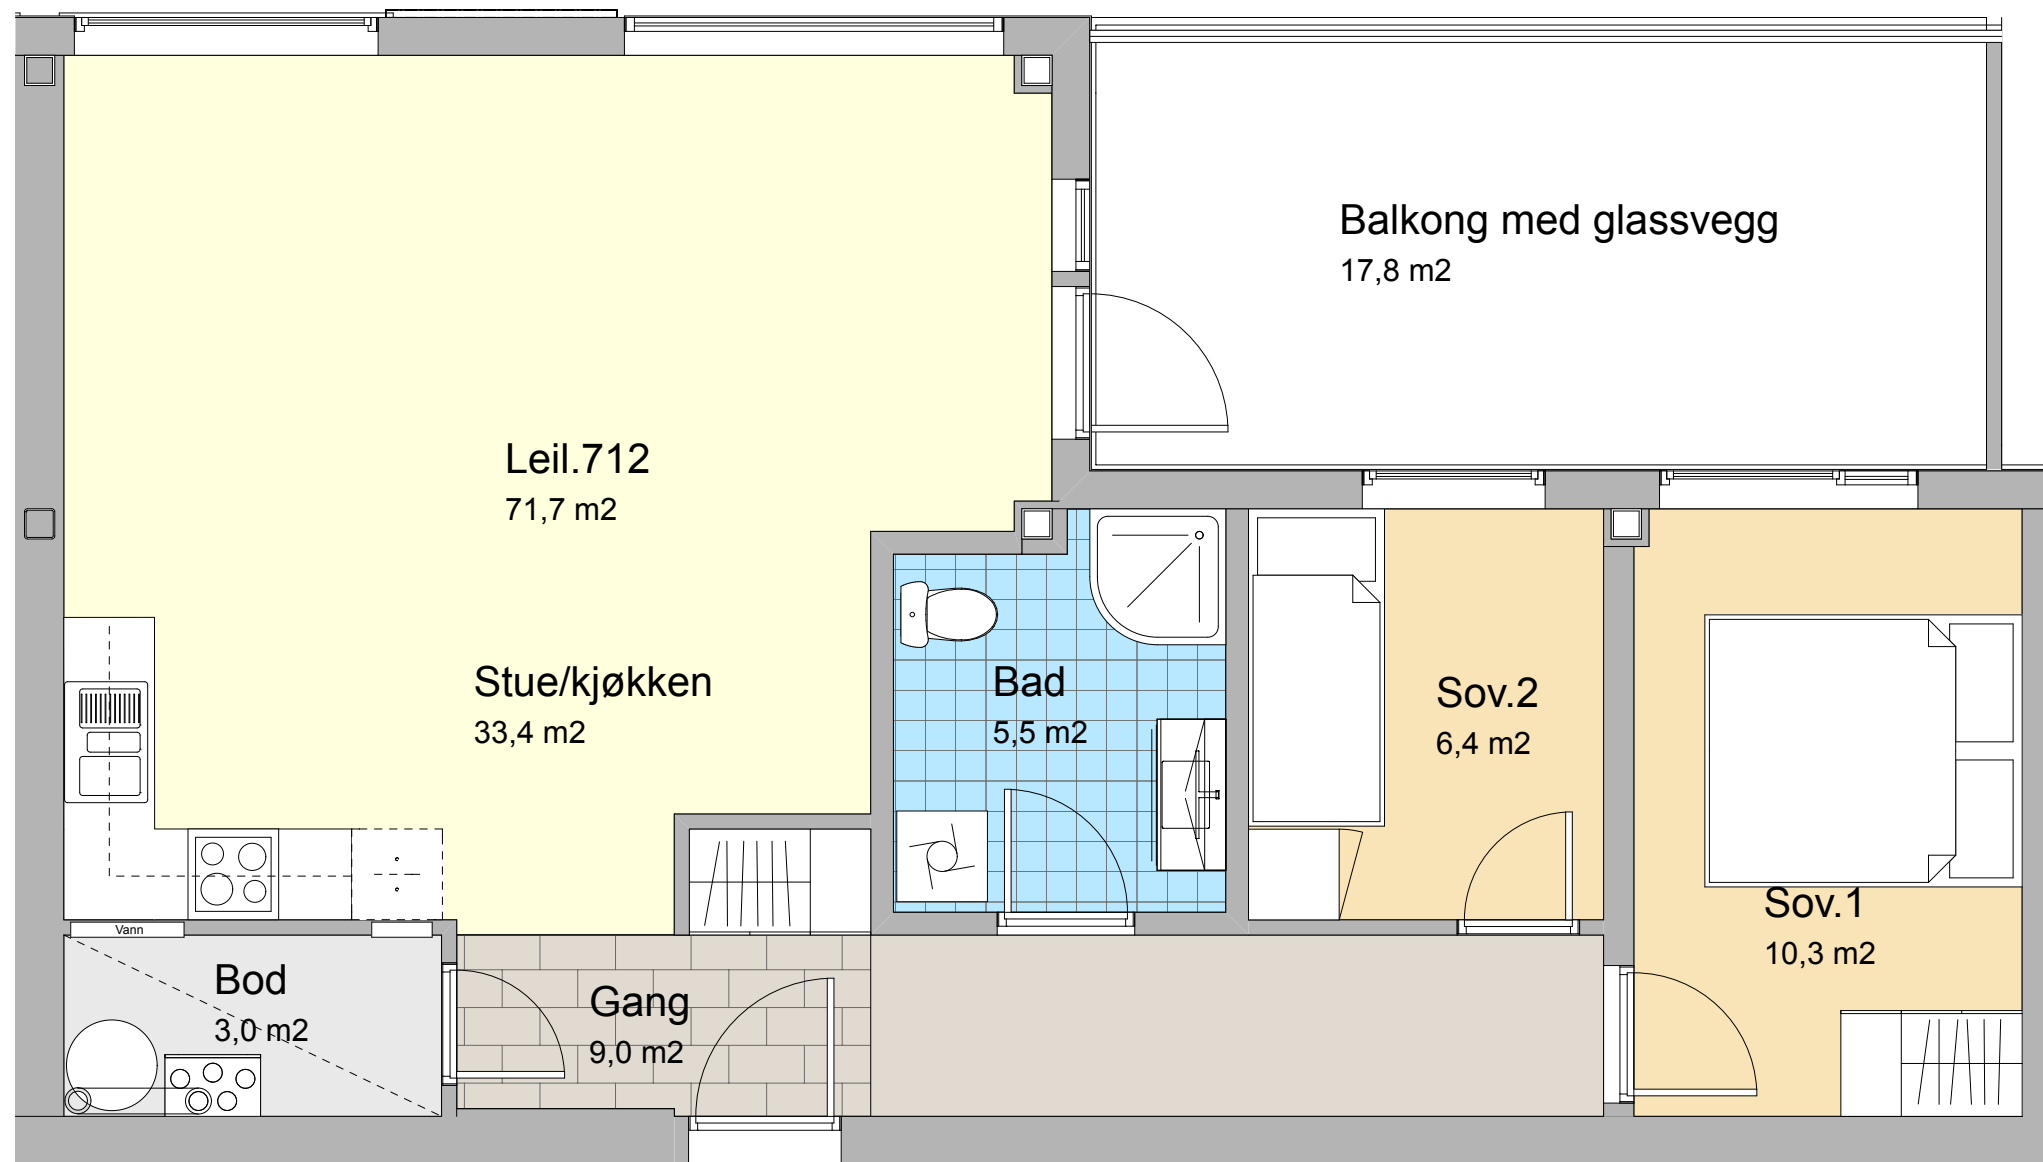 Balkong med glassvegg
17,8 m2
Leil.712
71,7 m2
Stue/kjøkken
33,4 m2
Bad
5,5 m2
Sov.2
6,4 m2
Sov.1
10,3 m2
Vann
Bod
3,0 m2
Gang
9,0 m2